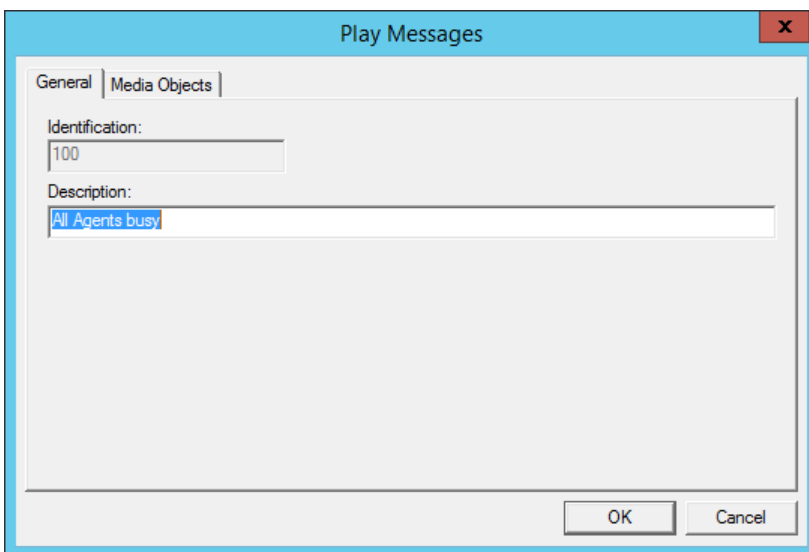 Play Messages
x
General Media Objects
Identification:
100
Description:
All Agents busy
OK Cancel